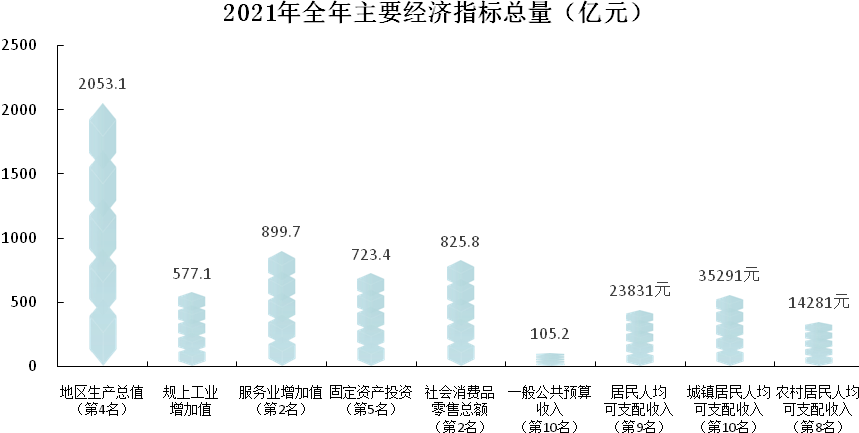 2021年全年主要经济指标总量（亿元）
2500
2000
1500
1000
500
0
2053.1
577.1
899.7
723.4
825.8
105.2
23831元
35291元
14281元
地区生产总值
（第4名）
规上工业
增加值
服务业增加值
（第2名）
固定资产投资
（第5名）
社会消费品
零售总额
（第2名）
一般公共预算
收入
（第10名）
居民人均
可支配收入
（第9名）
城镇居民人均
可支配收入
（第10名）
农村居民人均
可支配收入
（第8名）